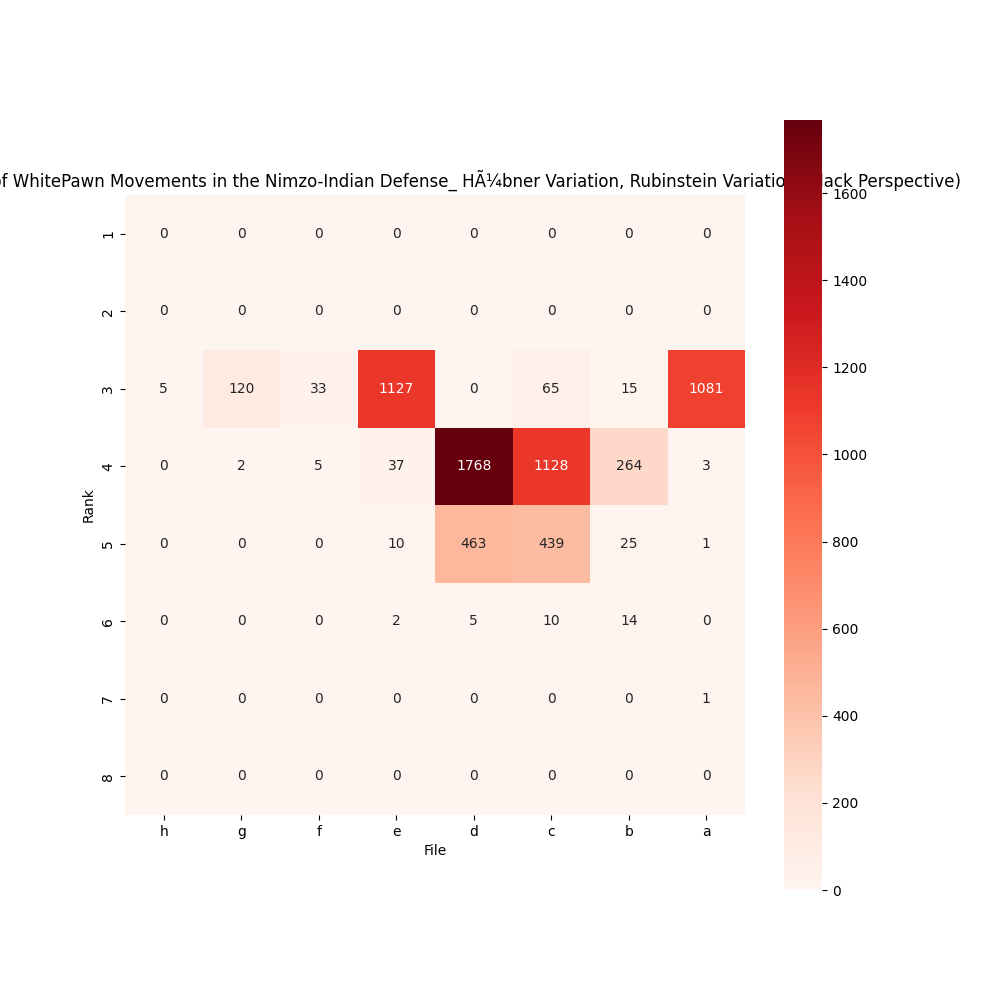 of WhitePawn Movements in the Nimzo-Indian Defense_ HÃ¼bner Variation, Rubinstein Variatio lack Perspective)
1 0 0 0 0 0 0 0 0
2 0 0 0 0 0 0 0 0
3 5 120 33 1127 0 65 15 1081
4 0 2 5 37 1768 1128 264 3
5 0 0 0 10 463 439 25 1
6 0 0 0 2 5 10 14 0
7 0 0 0 0 0 0 0 1
8 0 0 0 0 0 0 0 0
h g f e d c b a
File
Rank
1600
1400
1200
1000
800
600
400
200
0